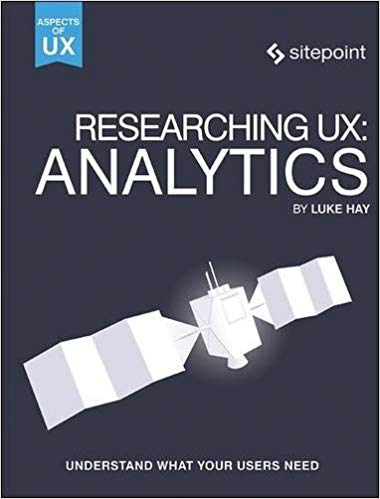 ASPECTS
OF
UX
sitepoint
RESEARCHING UX:
ANALYTICS
BY LUKE HAY
UNDERSTAND WHAT YOUR USERS NEED